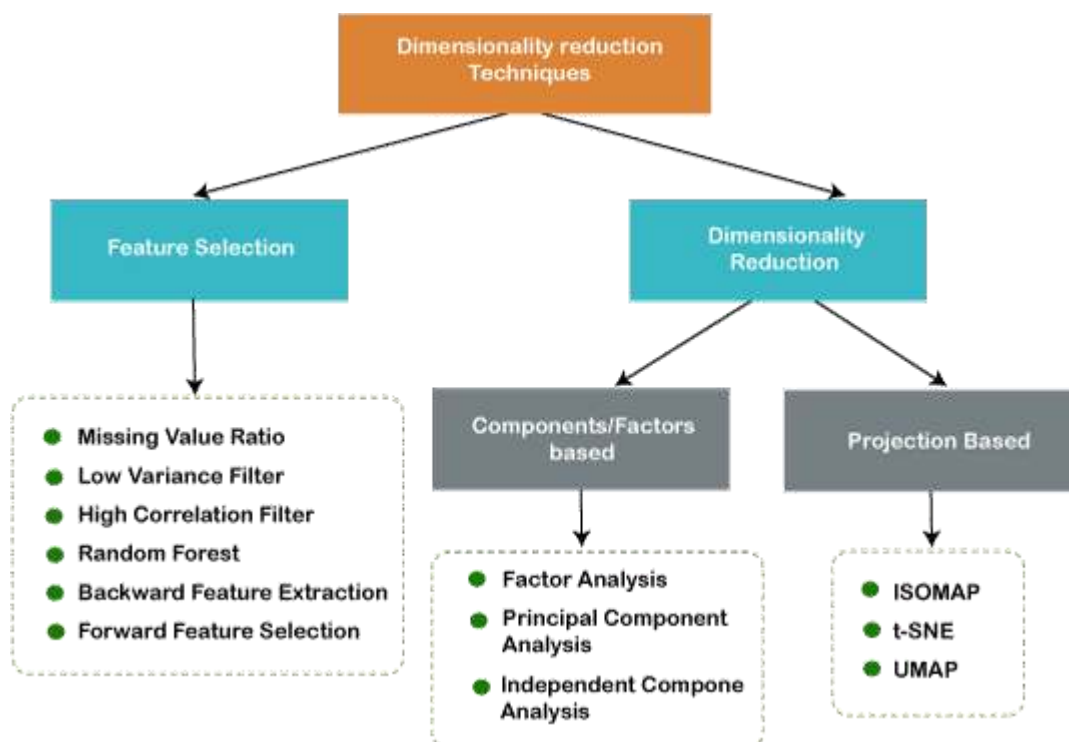 Dimensionality reduction
Techniques
Feature Selection
Dimensionality
Reduction
Missing Value Ratio
Low Variance Filter
High Correlation Filter
Random Forest
Backward Feature Extraction
Forward Feature Selection
Components/Factors
based
Projection Based
Factor Analysis
Principal Component
Analysis
Independent Compone
Analysis
ISOMAP
t-SNE
UMAP